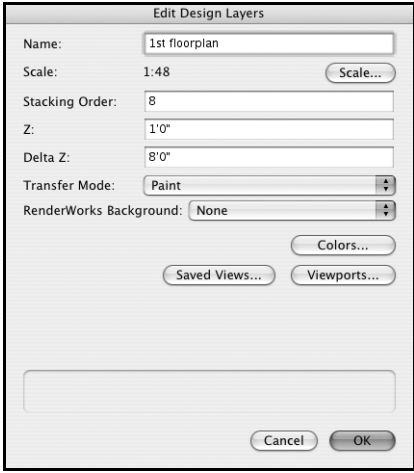 Edit Design Layers
Name: 1st floorplan
Scale: 1:48 Scale...
Stacking Order: 8
Z: 1'0"
Delta Z: 8'0"
Transfer Mode: Paint
RenderWorks Background: None
Colors...
Saved Views... Viewports...
Cancel OK